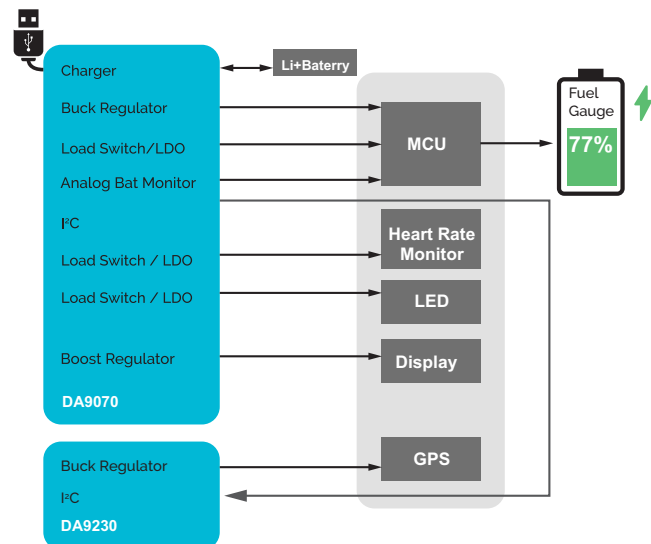 Charger
Li+Baterry
Buck Regulator
Load Switch/LDO
Analog Bat Monitor
MCU
Fuel
Gauge
77%
I²C
Load Switch / LDO
Heart Rate
Monitor
Load Switch / LDO
LED
Boost Regulator
Display
DA9070
Buck Regulator
GPS
I²C
DA9230